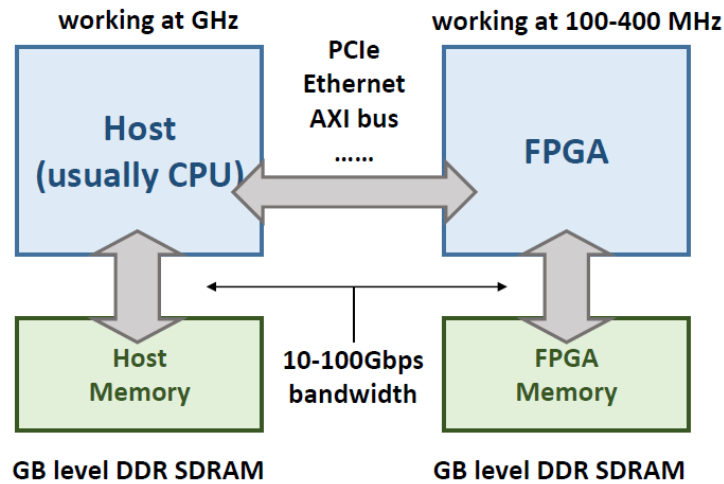 working at GHz
working at 100-400 MHz
PCIe
Ethernet
AXI bus
......
Host
(usually CPU)
FPGA
Host
Memory
10-100Gbps
bandwidth
FPGA
Memory
GB level DDR SDRAM
GB level DDR SDRAM